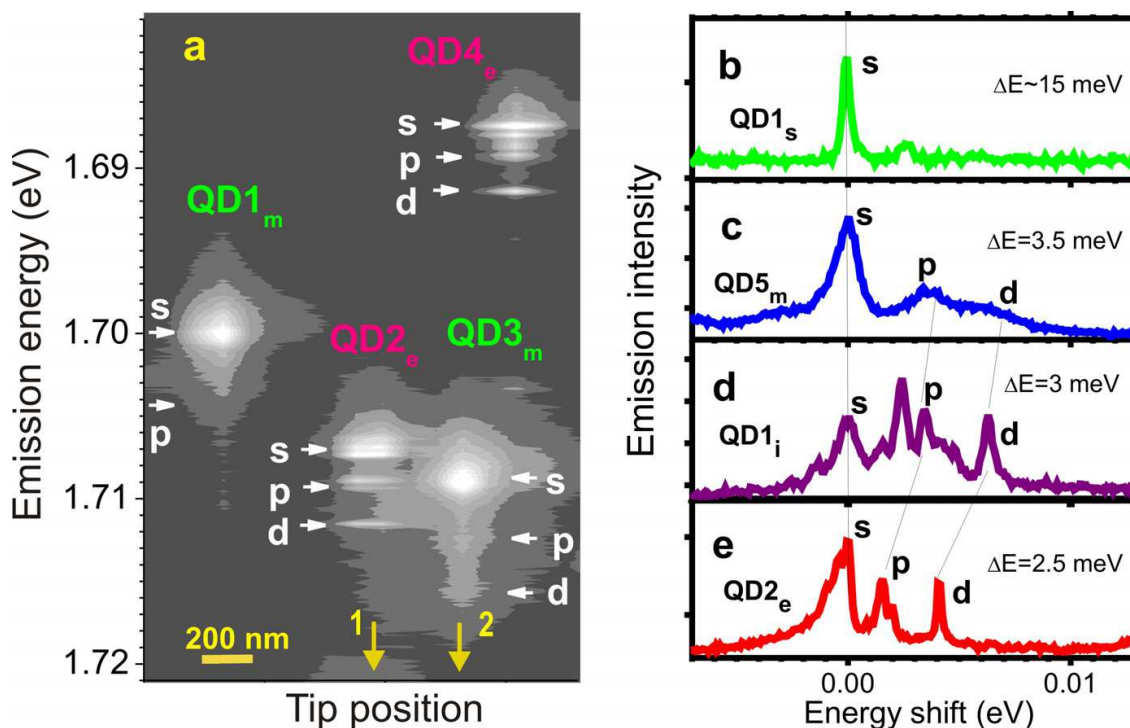 a
QD4e
s
p
d
1.69
QD1m
s
1.70
p
QD2e
QD3m
s
p
d
s
p
d
1.71
200 nm
1
2
1.72
Emission energy (eV)
Tip position
b
s
ΔE~15 meV
QD1s
c
s
ΔE=3.5 meV
QD5m
p
d
d
s
p
ΔE=3 meV
QD1i
d
e
s
p
ΔE=2.5 meV
QD2e
d
Emission intensity
0.00
0.01
Energy shift (eV)